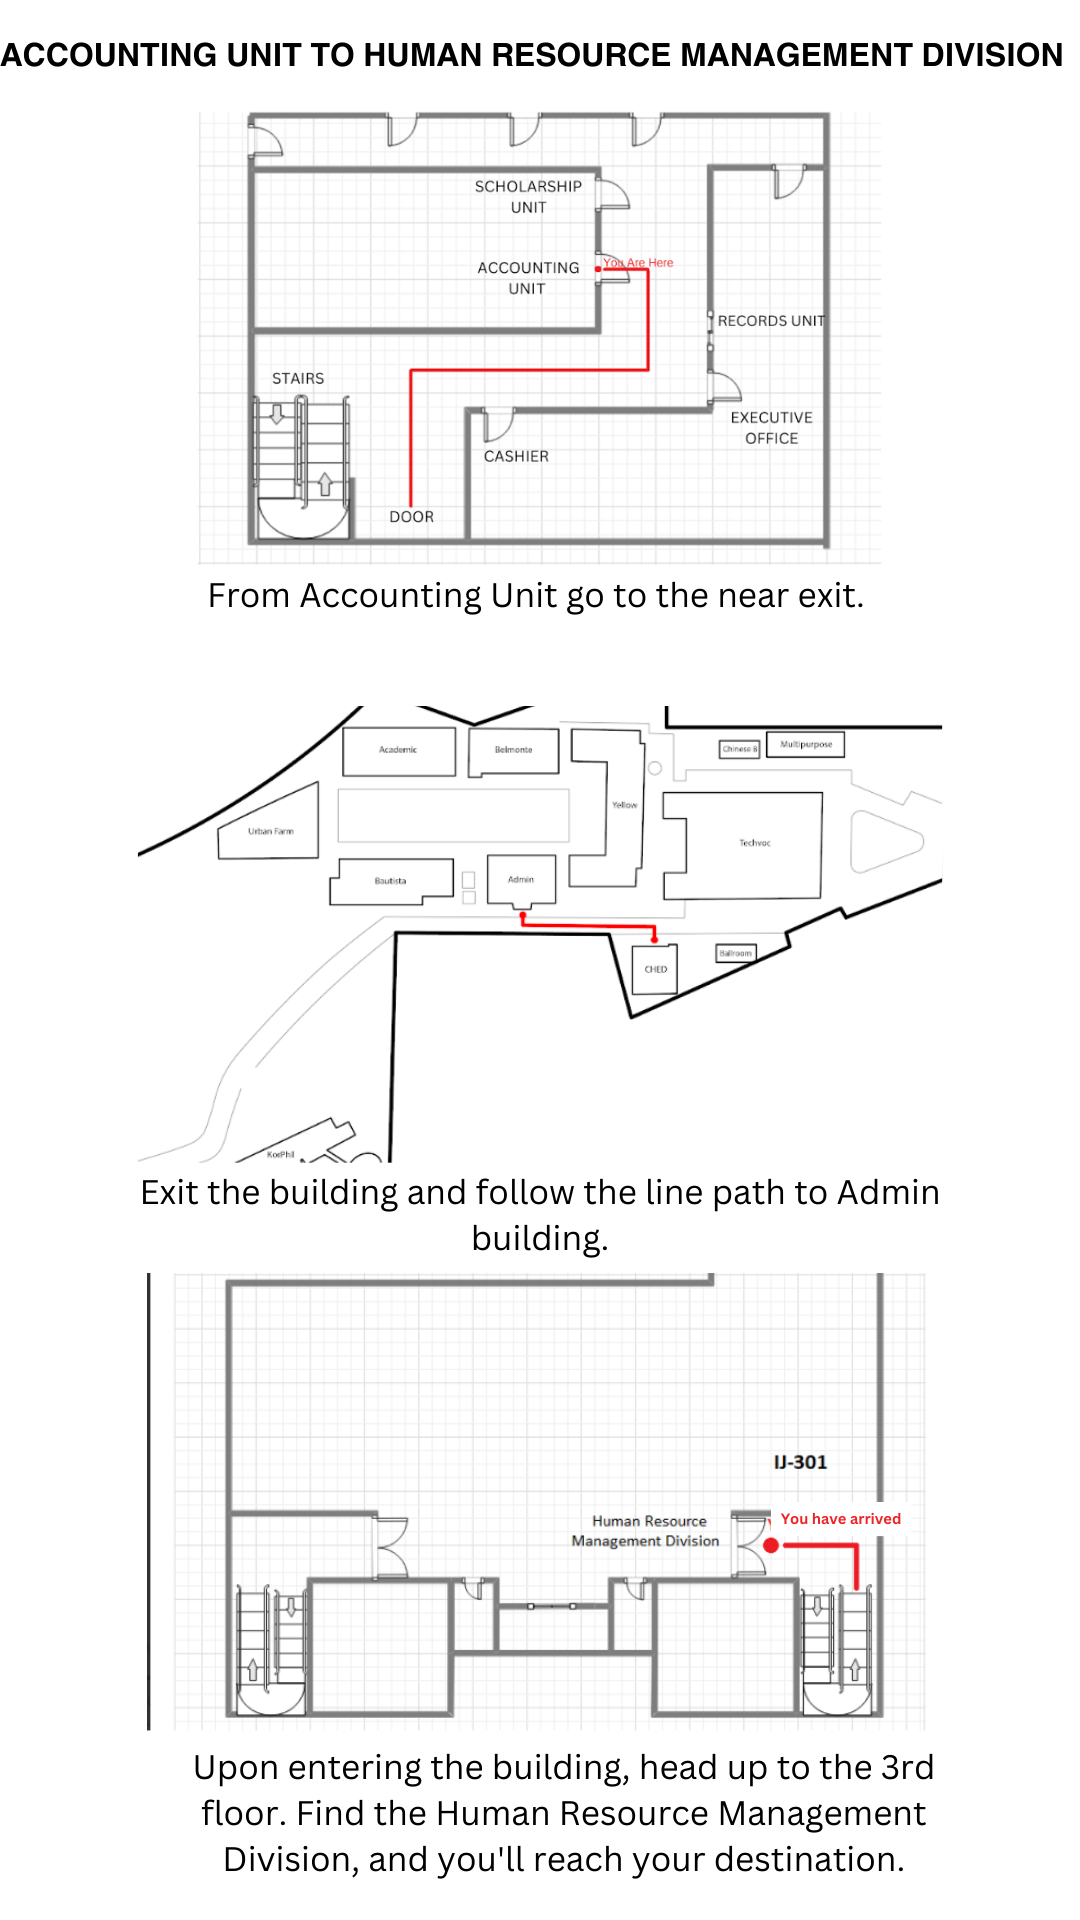 ACCOUNTING UNIT TO HUMAN RESOURCE MANAGEMENT DIVISION
SCHOLARSHIP
UNIT
You Are Here
ACCOUNTING
UNIT
RECORDS UNIT
STAIRS
EXECUTIVE
OFFICE
CASHIER
DOOR
From Accounting Unit go to the near exit.
Academic
Belmonte
Chinese B
Multipurpose
Yellow
Urban Farm
Techvoc
Bautista
Admin
CHED
Ballroom
KorPhil
Exit the building and follow the line path to Admin
building.
IJ-301
Human Resource
Management Division
You have arrived
Upon entering the building, head up to the 3rd
floor. Find the Human Resource Management
Division, and you'll reach your destination.